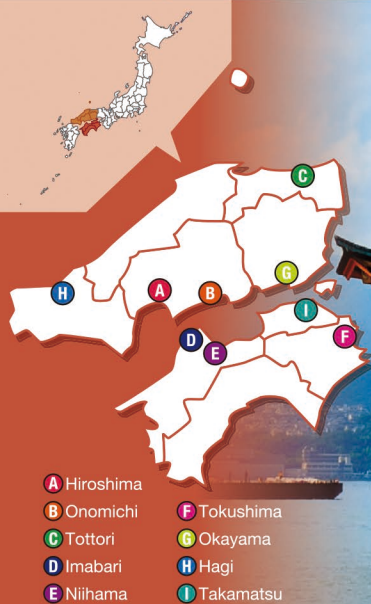 C
G
H
A
B
I
D
F
E
A Hiroshima
B Onomichi
C Tottori
D Imabari
E Niihama
F Tokushima
G Okayama
H Hagi
I Takamatsu